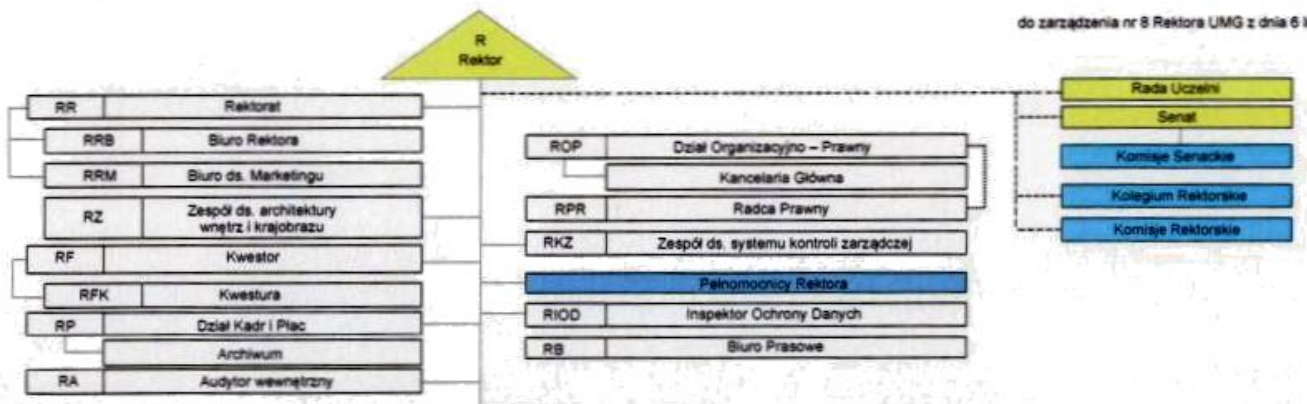 do zarządzenia nr 8 Rektora UMG z dnia 6
R
Rektor
RR Rektorat
RRB Biuro Rektora
RRM Biuro ds. Marketingu
RZ Zespół ds. architektury
wnętrz i krajobrazu
RF Kwestor
RFK Kwestura
RP Dział Kadr i Płac
Archiwum
RA Audytor wewnętrzny
ROP Dział Organizacyjno – Prawny
Kancelaria Główna
RPR Radca Prawny
RKZ Zespół ds. systemu kontroli zarządczej
Pełnomocnicy Rektora
RIOD Inspektor Ochrony Danych
RB Biuro Prasowe
Rada Uczelni
Senat
Komisje Senackie
Kolegium Rektorskie
Komisje Rektorskie